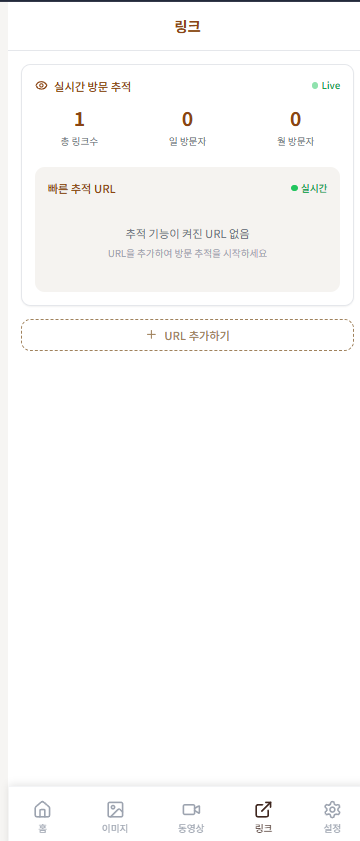 링크
실시간 방문 추적
Live
1
0
0
총 링크수
일 방문자
월 방문자
빠른 추적 URL
실시간
추적 기능이 켜진 URL 없음
URL을 추가하여 방문 추적을 시작하세요
+ URL 추가하기
홈
이미지
동영상
링크
설정